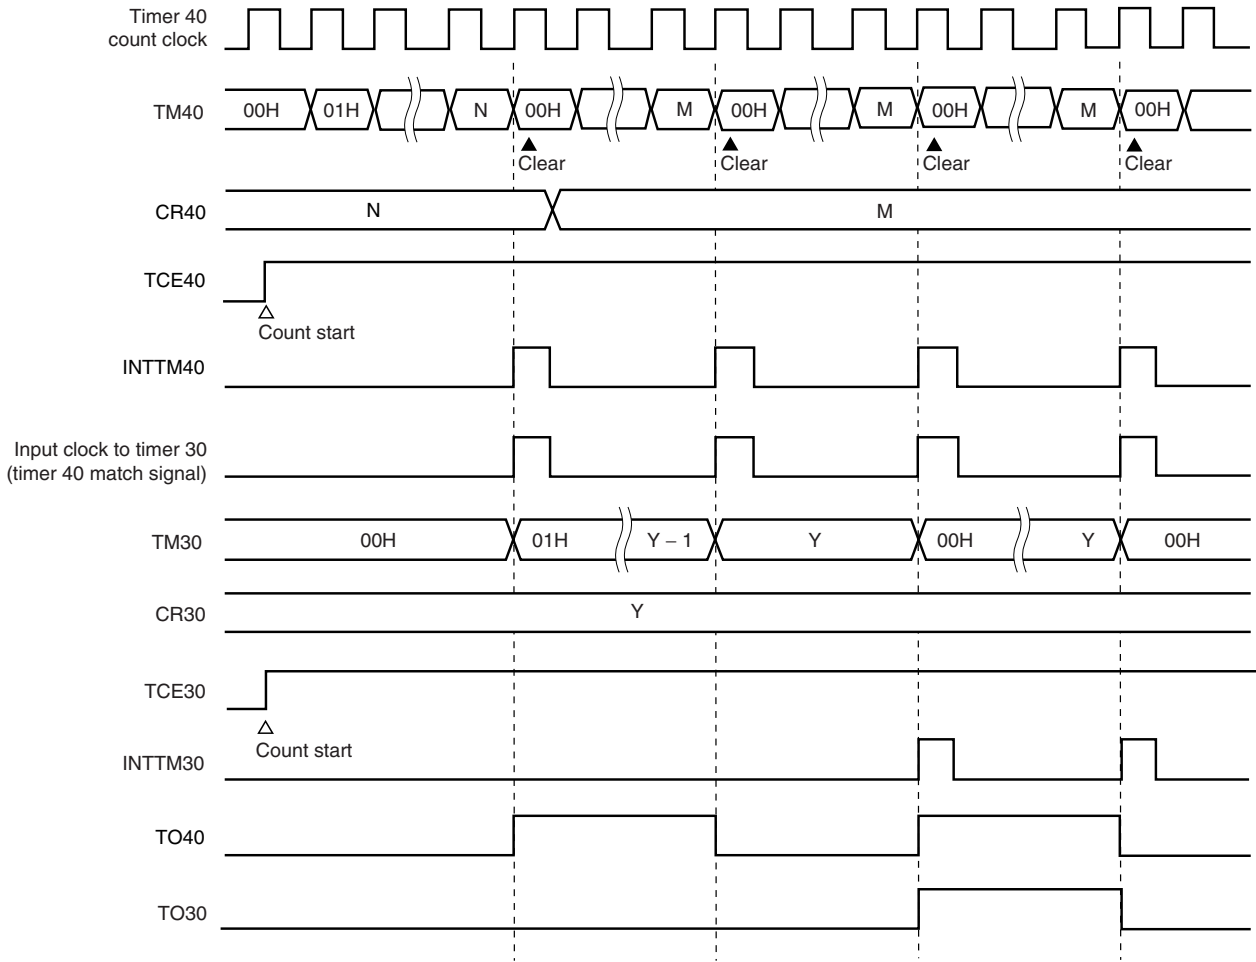 Timer 40
count clock
TM40 00H 01H N 00H M 00H M 00H M 00H
Clear Clear Clear Clear
CR40 N M
TCE40
Count start
INTTM40
Input clock to timer 30
(timer 40 match signal)
TM30 00H 01H Y – 1 Y 00H Y 00H
CR30 Y
TCE30
Count start
INTTM30
TO40
TO30